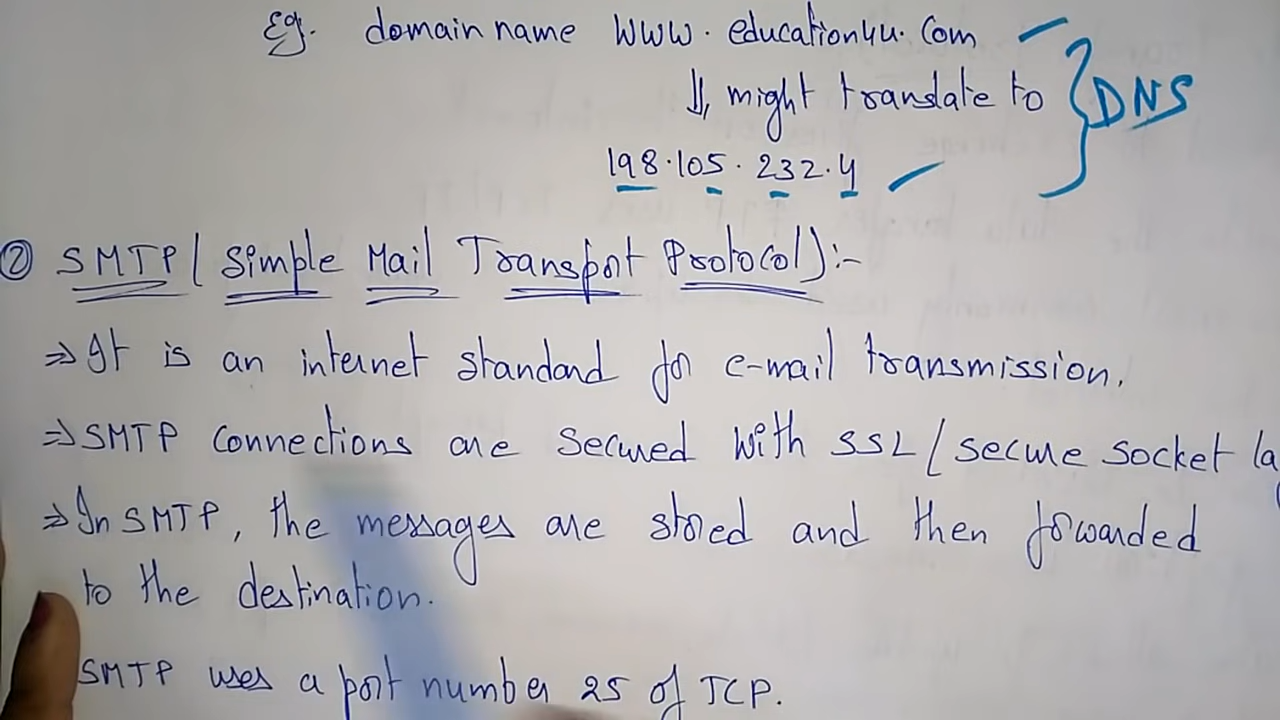 Eg. domain name www.education4u.com
⇓, might translate to } DNS
198.105.232.4
② SMTP (Simple Mail Transport Protocol):-
⇒ It is an internet standard for e-mail transmission.
⇒ SMTP connections are secured with SSL (secure socket la
⇒ In SMTP, the messages are stored and then forwarded
to the destination.
SMTP uses a port number 25 of TCP.